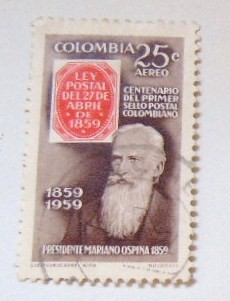 COLOMBIA 25c
AEREO
LEY
POSTAL
DEL 27 DE
ABRIL
DE
1859
CENTENARIO
DEL PRIMER
SELLO POSTAL
COLOMBIANO
1859
1959
PRESIDENTE MARIANO OSPINA 1859